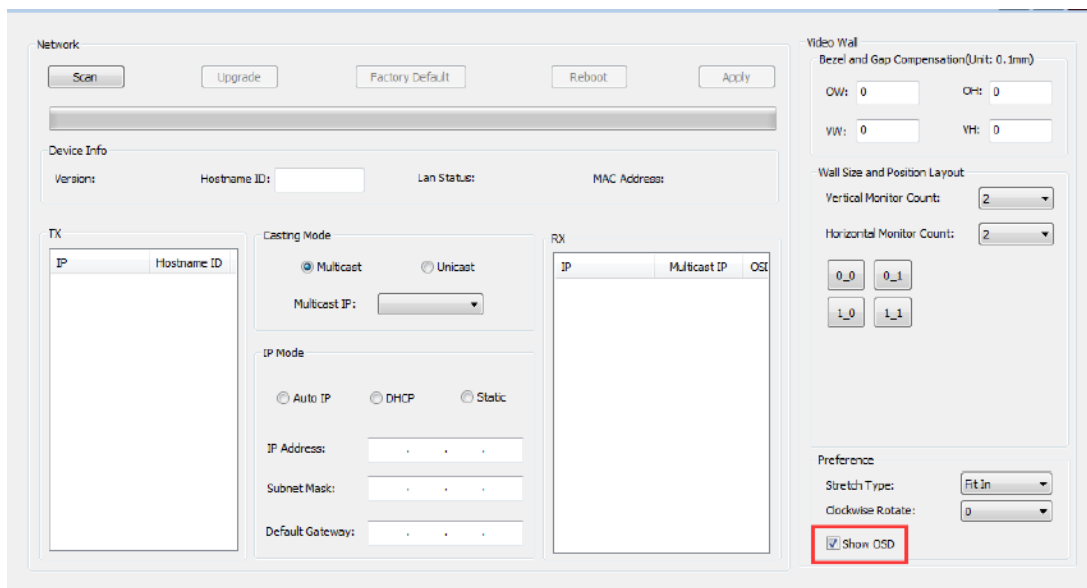 Network
Scan Upgrade Factory Default Reboot Apply
Device Info
Version: Hostname ID: Lan Status: MAC Address:
TX
IP Hostname ID
Casting Mode
Multicast Unicast
Multicast IP:
IP Mode
Auto IP DHCP Static
IP Address: . . .
Subnet Mask: . . .
Default Gateway: . . .
RX
IP Multicast IP OSD
Video Wall
Bezel and Gap Compensation(Unit: 0.1mm)
OW: 0 OH: 0
VW: 0 VH: 0
Wall Size and Position Layout
Vertical Monitor Count: 2
Horizontal Monitor Count: 2
0_0 0_1
1_0 1_1
Preference
Stretch Type: Fit In
Clockwise Rotate: 0
Show OSD